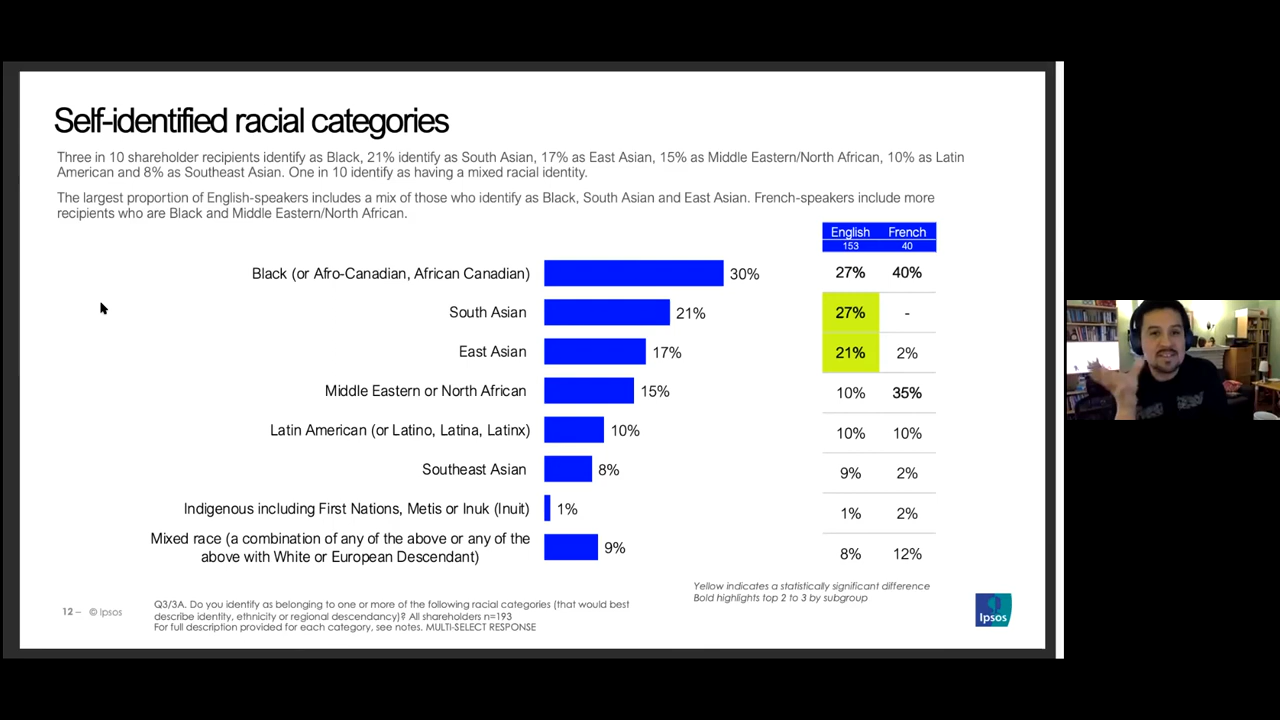 Self-identified racial categories
Three in 10 shareholder recipients identify as Black, 21% identify as South Asian, 17% as East Asian, 15% as Middle Eastern/North African, 10% as Latin
American and 8% as Southeast Asian. One in 10 identify as having a mixed racial identity.
The largest proportion of English-speakers includes a mix of those who identify as Black, South Asian and East Asian. French-speakers include more
recipients who are Black and Middle Eastern/North African.
English French
153 40
Black (or Afro-Canadian, African Canadian) 30% 27% 40%
South Asian 21% 27% -
East Asian 17% 21% 2%
Middle Eastern or North African 15% 10% 35%
Latin American (or Latino, Latina, Latinx) 10% 10% 10%
Southeast Asian 8% 9% 2%
Indigenous including First Nations, Metis or Inuk (Inuit) 1% 1% 2%
Mixed race (a combination of any of the above or any of the
above with White or European Descendant) 9% 8% 12%
Yellow indicates a statistically significant difference
Bold highlights top 2 to 3 by subgroup
12 – © Ipsos
Q3/3A. Do you identify as belonging to one or more of the following racial categories (that would best
describe identity, ethnicity or regional descendancy)? All shareholders n=193
For full description provided for each category, see notes. MULTI-SELECT RESPONSE
Ipsos